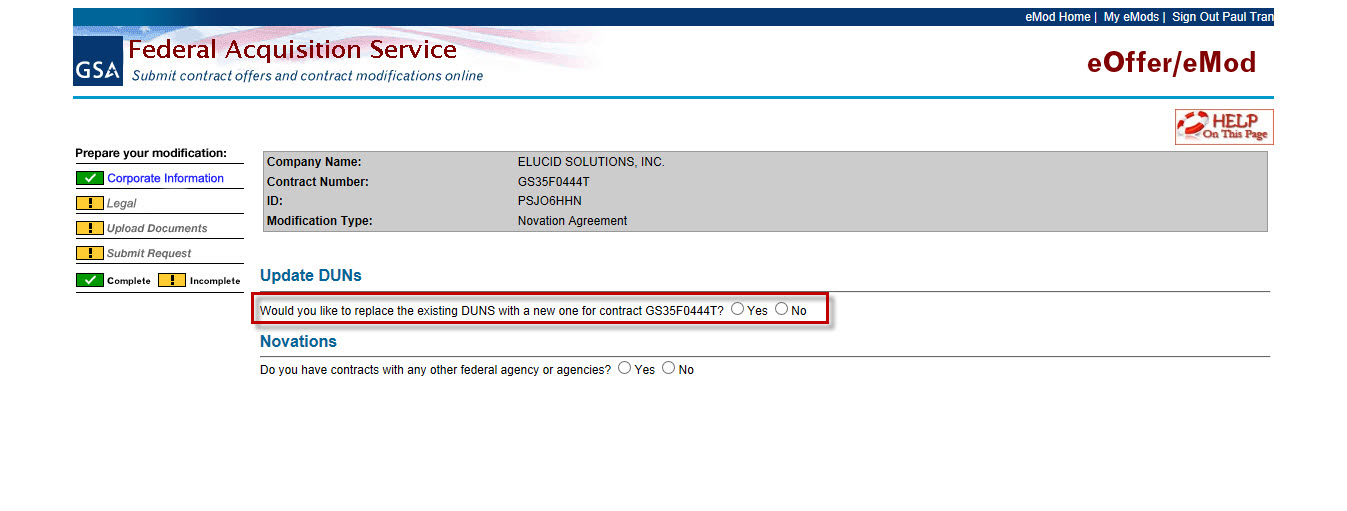 eMod Home | My eMods | Sign Out Paul Tran
GSA
Federal Acquisition Service
Submit contract offers and contract modifications online
eOffer/eMod
HELP
On This Page
Prepare your modification:
Corporate Information
! Legal
! Upload Documents
! Submit Request
Complete ! Incomplete
Company Name: ELUCID SOLUTIONS, INC.
Contract Number: GS35F0444T
ID: PSJO6HHN
Modification Type: Novation Agreement
Update DUNs
Would you like to replace the existing DUNS with a new one for contract GS35F0444T? Yes No
Novations
Do you have contracts with any other federal agency or agencies? Yes No